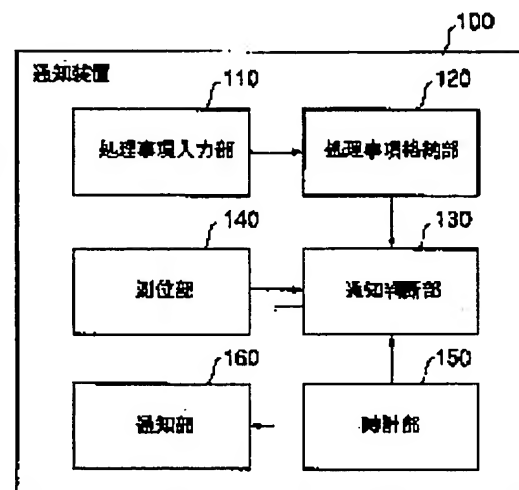 100
通知装置
110
120
処理事項入力部
処理事項格納部
140
130
測位部
通知判断部
160
150
通知部
時計部